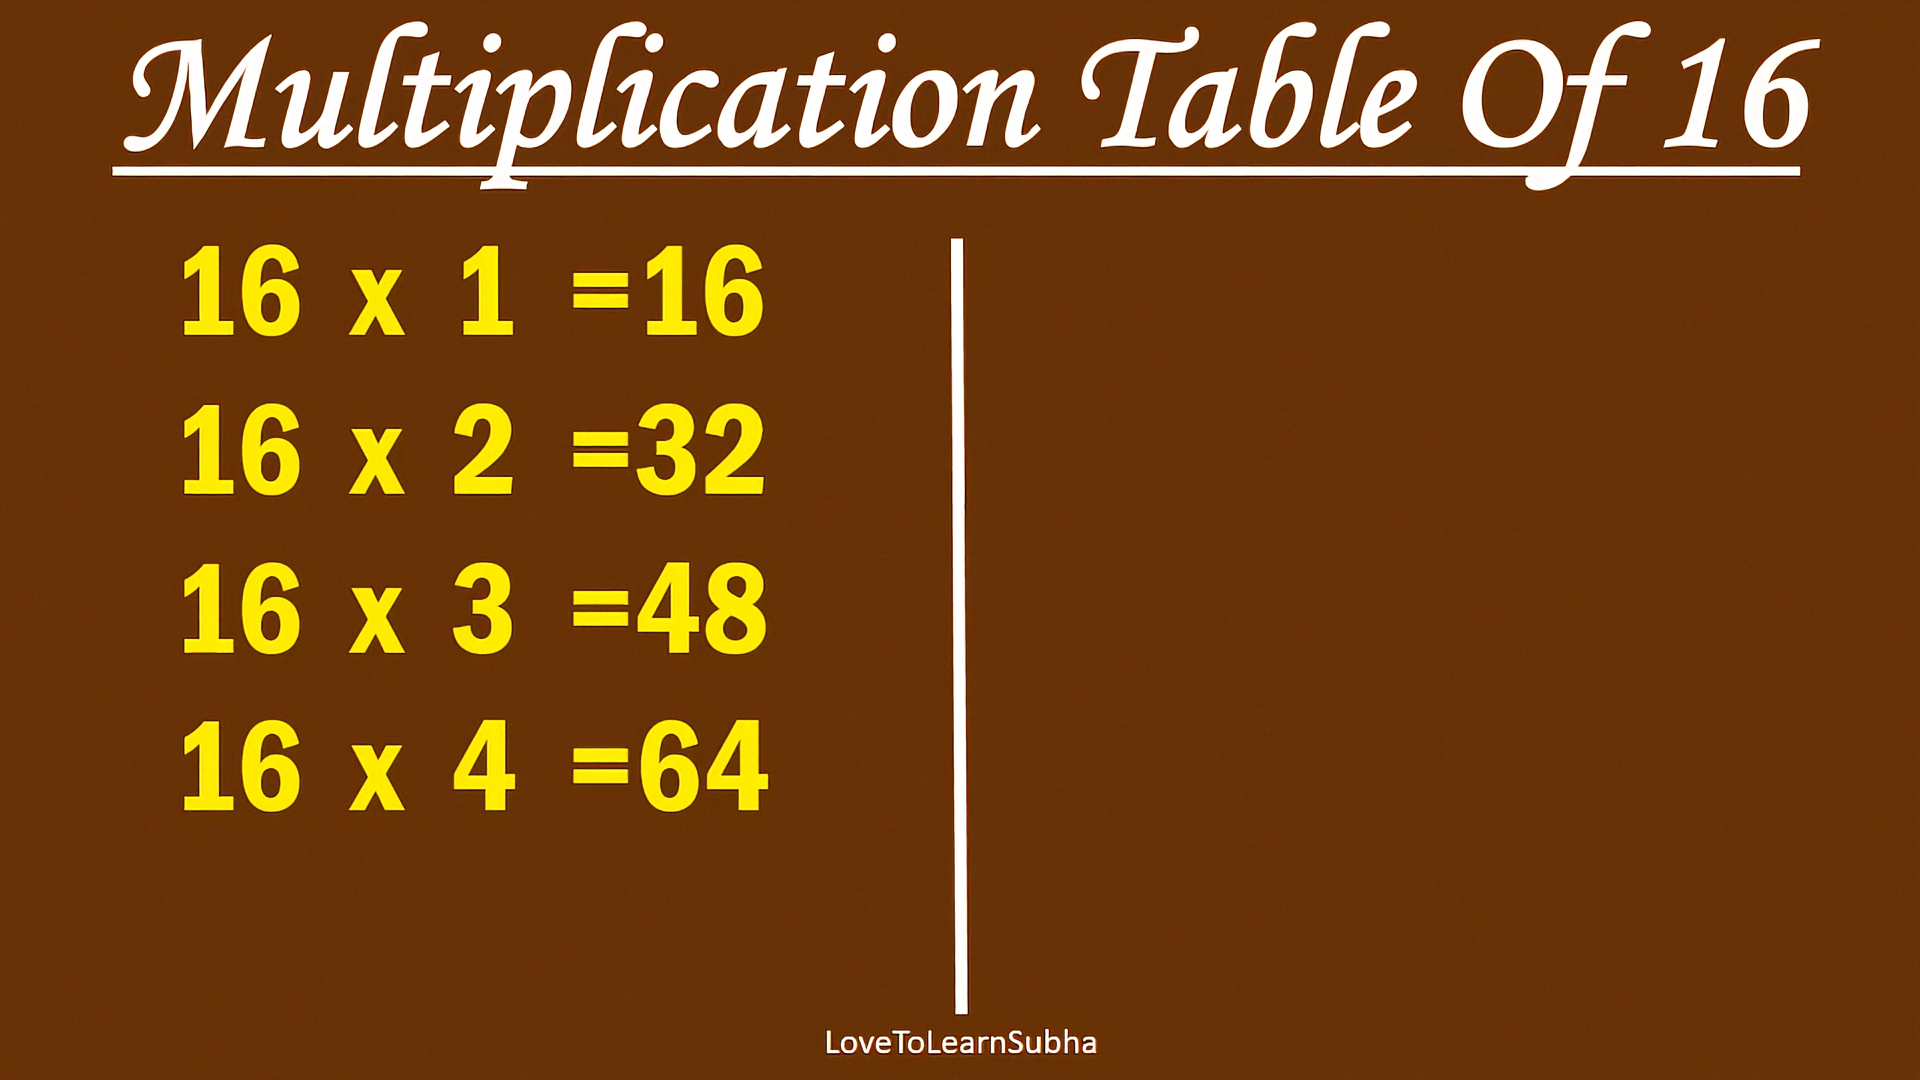 Multiplication Table Of 16
16 x 1 =16
16 x 2 =32
16 x 3 =48
16 x 4 =64
LoveToLearnSubha